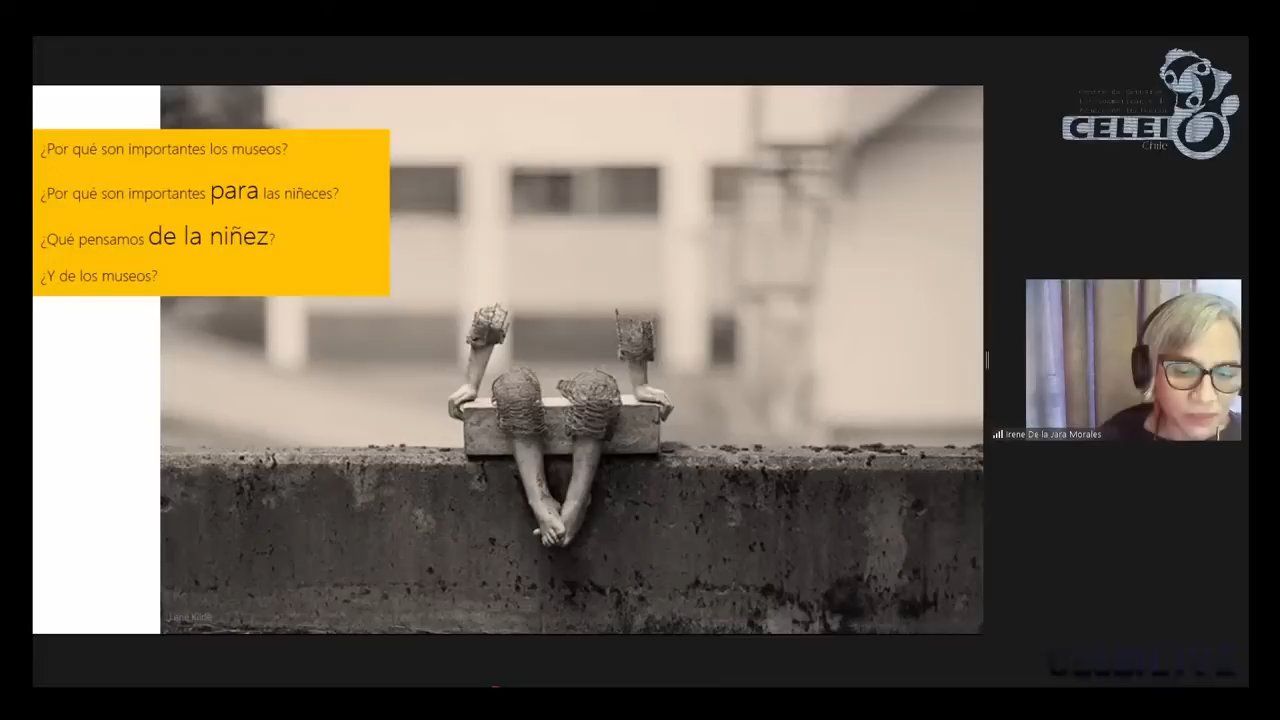 ¿Por qué son importantes los museos?
¿Por qué son importantes para las niñeces?
¿Qué pensamos de la niñez?
¿Y de los museos?
CELEI
Chile
Irene De la Jara Morales